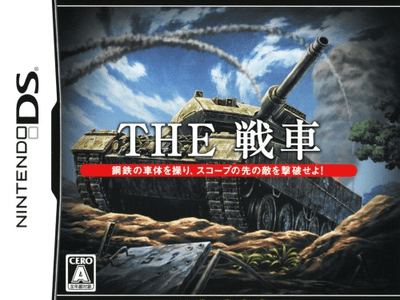 NINTENDO DS
THE 戦車
鋼鉄の車体を操り、スコープの先の敵を撃破せよ！
CERO
A
全年齢対象